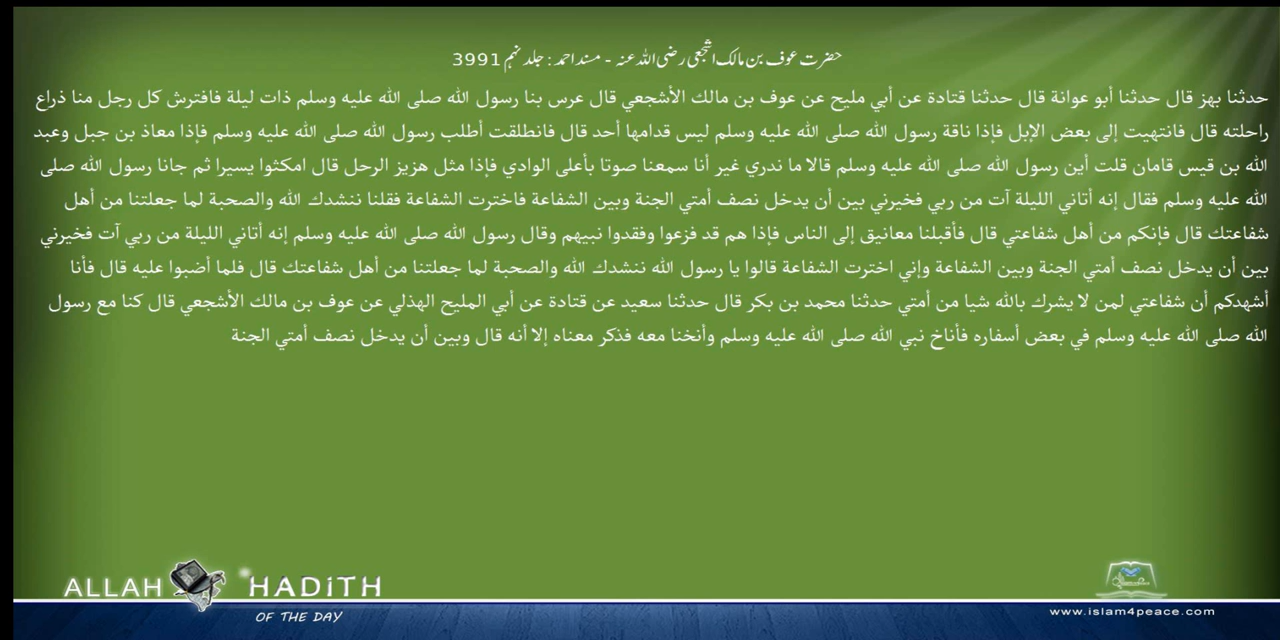 حضرت عوف بن مالک اشجعی رضی اللہ عنہ - مسند احمد : جلد نہم 3991
حدثنا بهز قال حدثنا أبو عوانة قال حدثنا قتادة عن أبي مليح عن عوف بن مالك الأشجعي قال عرس بنا رسول الله صلى الله عليه وسلم ذات ليلة فافترش كل رجل منا ذراع
راحلته قال فانتهيت إلى بعض الإبل فإذا ناقة رسول الله صلى الله عليه وسلم ليس قدامها أحد قال فانطلقت أطلب رسول الله صلى الله عليه وسلم فإذا معاذ بن جبل وعبد
الله بن قيس قامان قلت أين رسول الله صلى الله عليه وسلم قالا ما ندري غير أنا سمعنا صوتا بأعلى الوادي فإذا مثل هزيز الرحل قال امكثوا يسيرا ثم جانا رسول الله صلى
الله عليه وسلم فقال إنه أتاني الليلة آت من ربي فخيرني بين أن يدخل نصف أمتي الجنة وبين الشفاعة فاخترت الشفاعة فقلنا ننشدك الله والصحبة لما جعلتنا من أهل
شفاعتك قال فإنكم من أهل شفاعتي قال فأقبلنا معانيق إلى الناس فإذا هم قد فزعوا وفقدوا نبيهم وقال رسول الله صلى الله عليه وسلم إنه أتاني الليلة من ربي آت فخيرني
بين أن يدخل نصف أمتي الجنة وبين الشفاعة وإني اخترت الشفاعة قالوا يا رسول الله ننشدك الله والصحبة لما جعلتنا من أهل شفاعتك قال فلما أضبوا عليه قال فأنا
أشهدكم أن شفاعتي لمن لا يشرك بالله شيا من أمتي حدثنا محمد بن بكر قال حدثنا سعيد عن قتادة عن أبي المليح الهذلي عن عوف بن مالك الأشجعي قال كنا مع رسول
الله صلى الله عليه وسلم في بعض أسفاره فأناخ نبي الله صلى الله عليه وسلم وأنخنا معه فذكر معناه إلا أنه قال وبين أن يدخل نصف أمتي الجنة
ALLAH HADITH
OF THE DAY
www.islam4peace.com